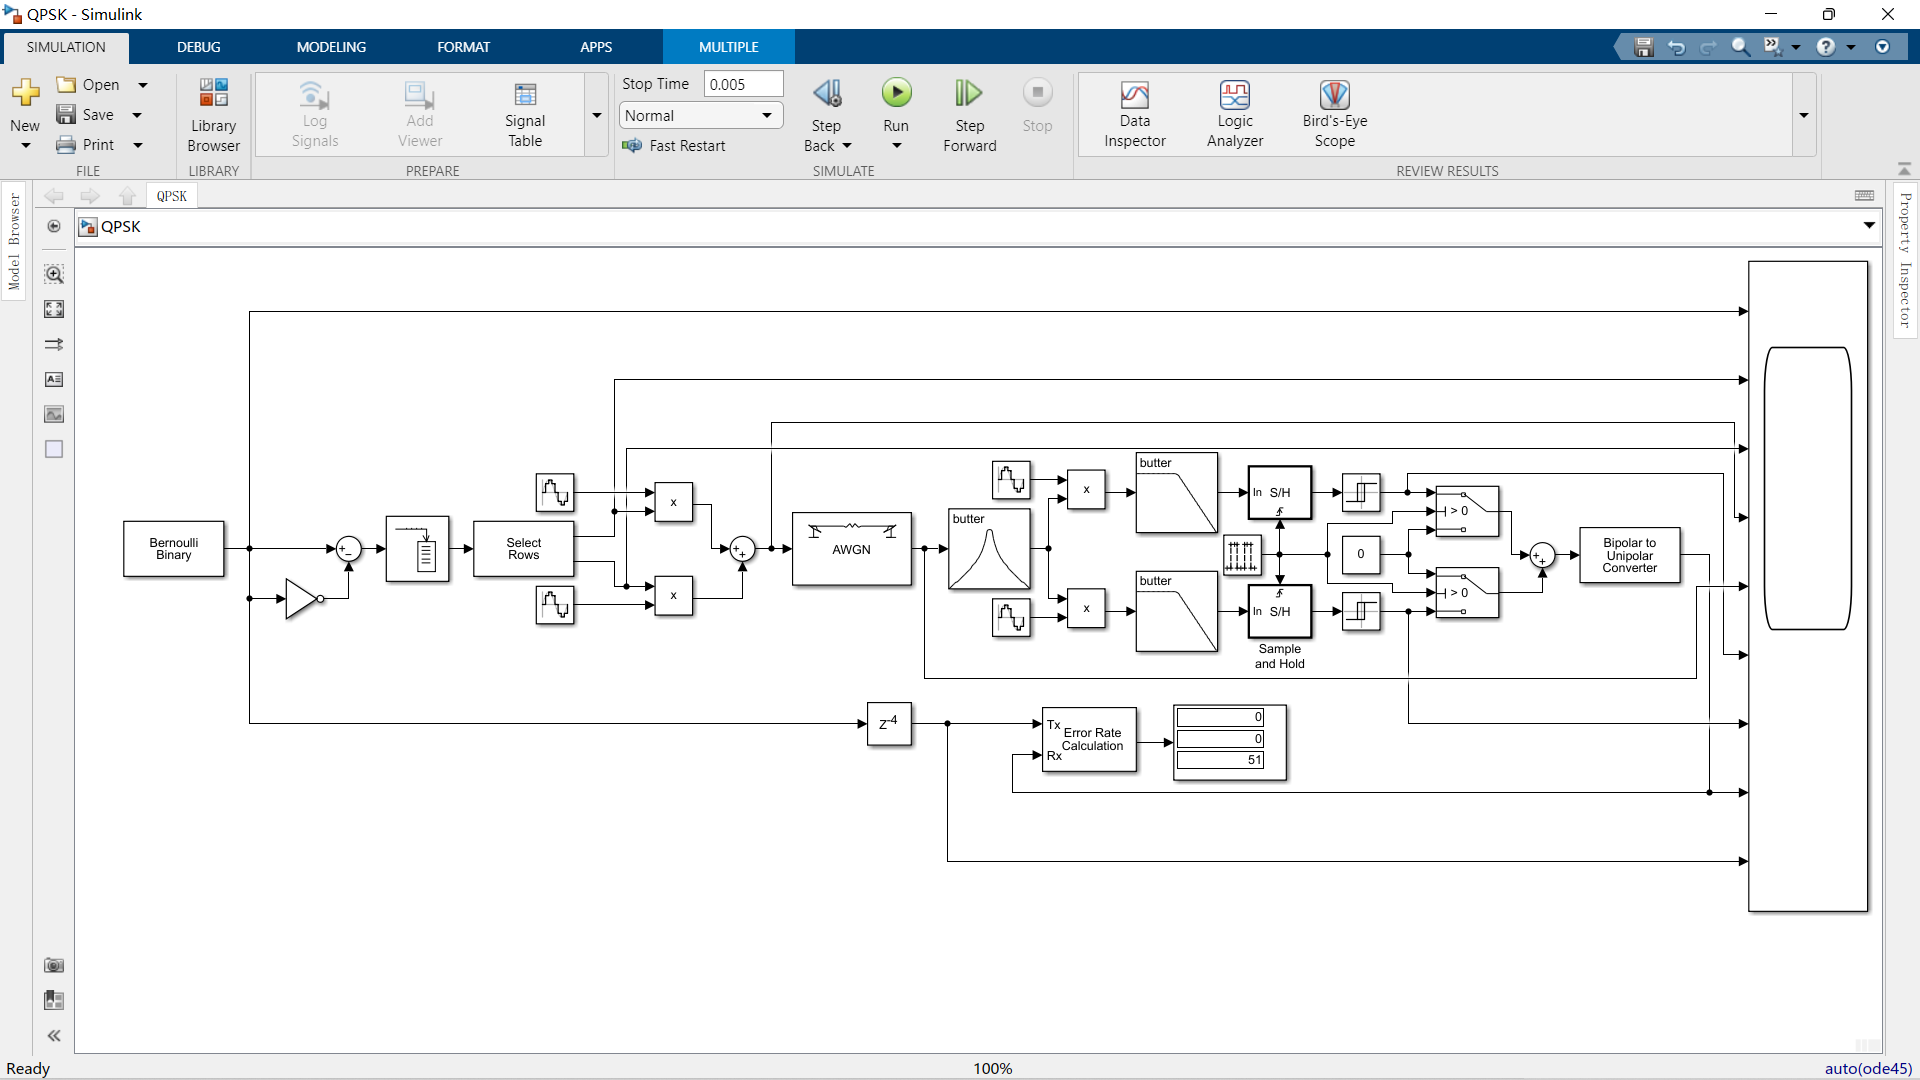 QPSK - Simulink
SIMULATION
DEBUG
MODELING
FORMAT
APPS
MULTIPLE
New
Open
Save
Print
FILE
Library
Browser
LIBRARY
Log
Signals
Add
Viewer
Signal
Table
PREPARE
Stop Time
0.005
Normal
Fast Restart
Step
Back
Run
Step
Forward
Stop
SIMULATE
Data
Inspector
Logic
Analyzer
Bird's-Eye
Scope
REVIEW RESULTS
Model Browser
QPSK
Property Inspector
QPSK
Bernoulli
Binary
Select
Rows
x
x
AWGN
butter
x
x
butter
butter
In S/H
In S/H
Sample
and Hold
0
> 0
> 0
Bipolar to
Unipolar
Converter
Z-4
Tx
Rx
Error Rate
Calculation
0
0
51
Ready
100%
auto(ode45)